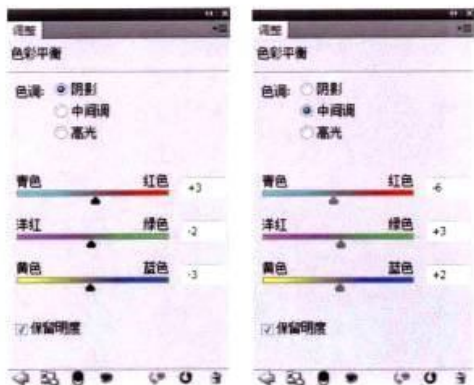 调整
色彩平衡
色调: 阴影
中间调
高光
青色 红色 +3
洋红 绿色 -2
黄色 蓝色 -3
保留明度
调整
色彩平衡
色调: 阴影
中间调
高光
青色 红色 -6
洋红 绿色 +3
黄色 蓝色 +2
保留明度